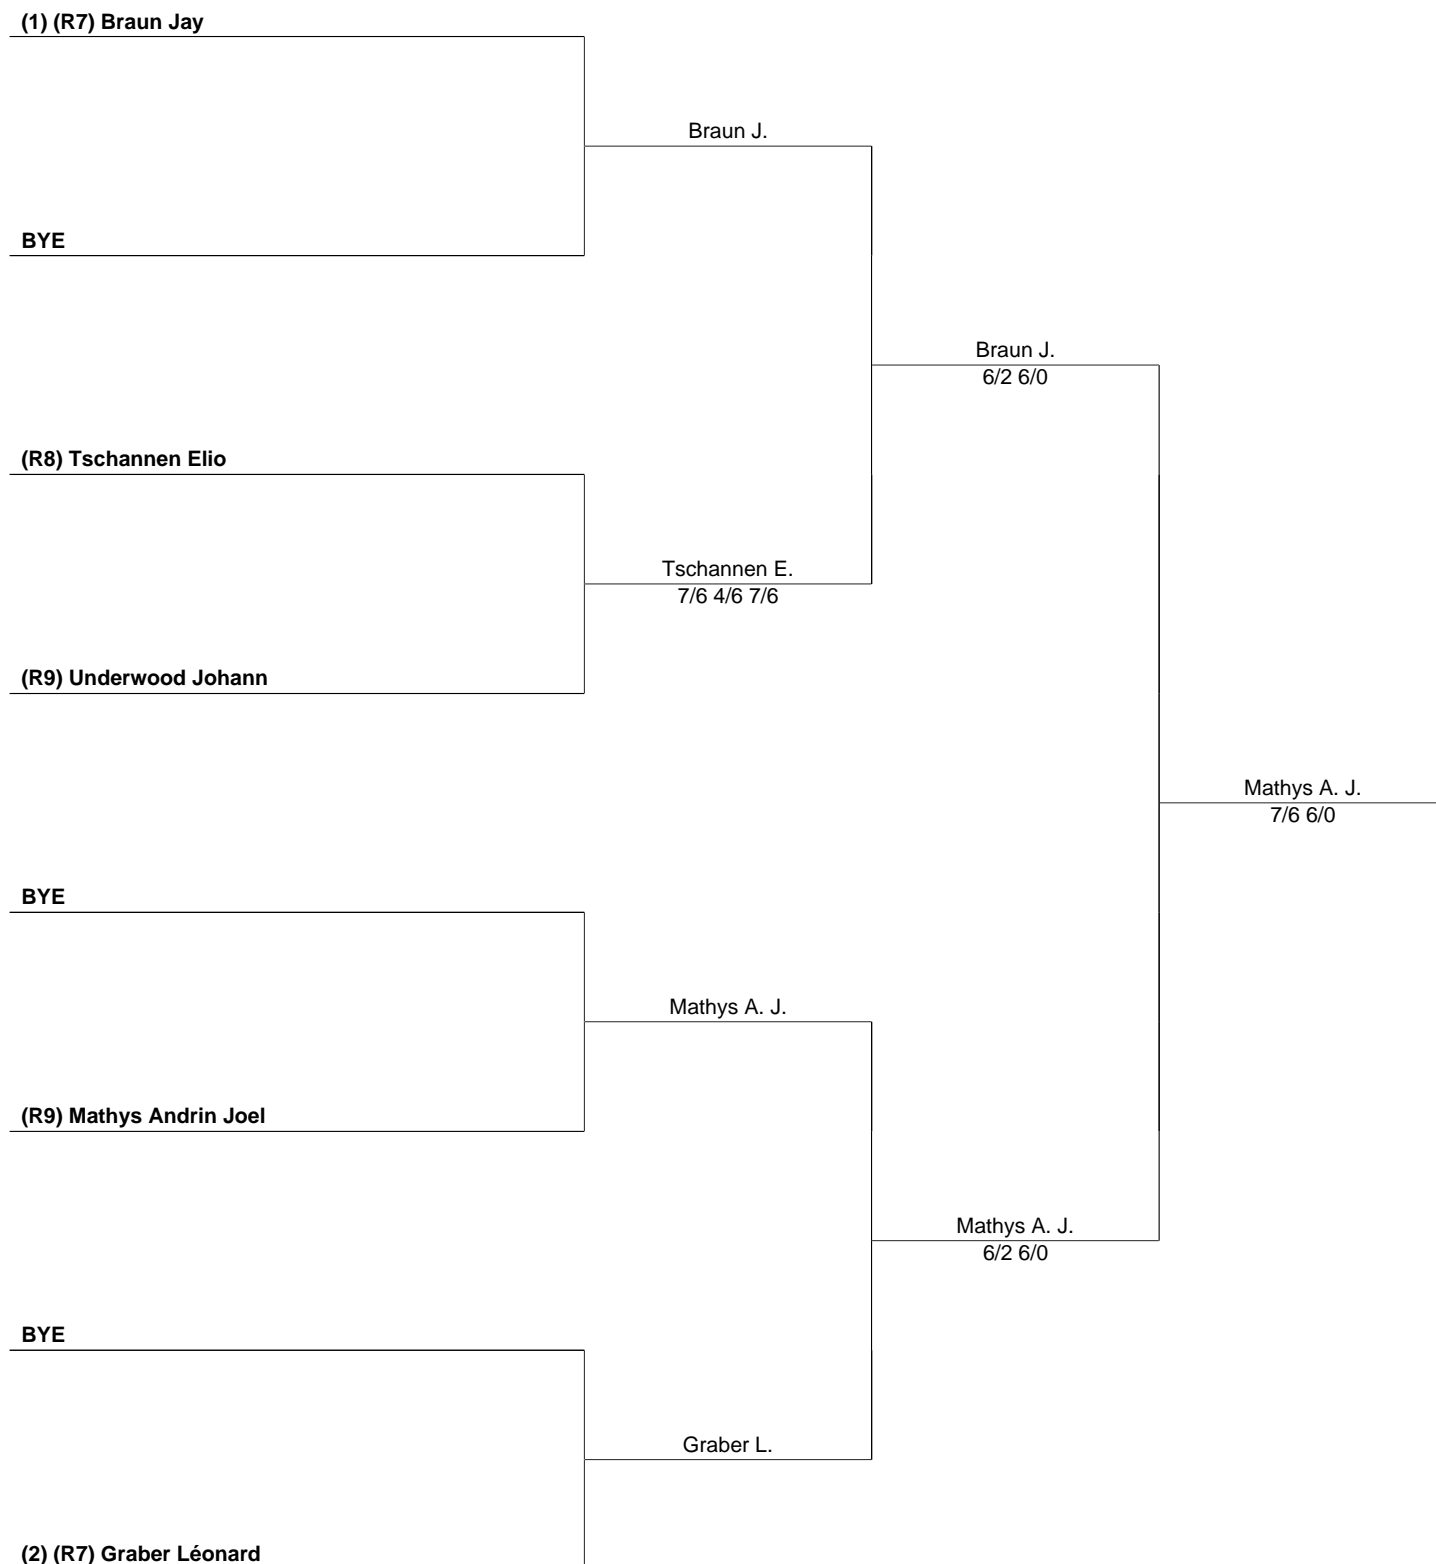 (1) (R7) Braun Jay
Braun J.
BYE
Braun J.
6/2 6/0
(R8) Tschannen Elio
Tschannen E.
7/6 4/6 7/6
(R9) Underwood Johann
Mathys A. J.
7/6 6/0
BYE
Mathys A. J.
(R9) Mathys Andrin Joel
Mathys A. J.
6/2 6/0
BYE
Graber L.
(2) (R7) Graber Léonard